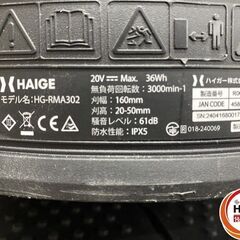 HAIGE
モデル名：HG-RMA302
20V⎓ Max. 36Wh
無負荷回転数：3000min-1
刈幅：160mm
刈高：20-50mm
騒音レベル：61dB
防水性能：IPX5
ハイガー株式
製造番号
JAN CODE
SN:24041680017
018-240069